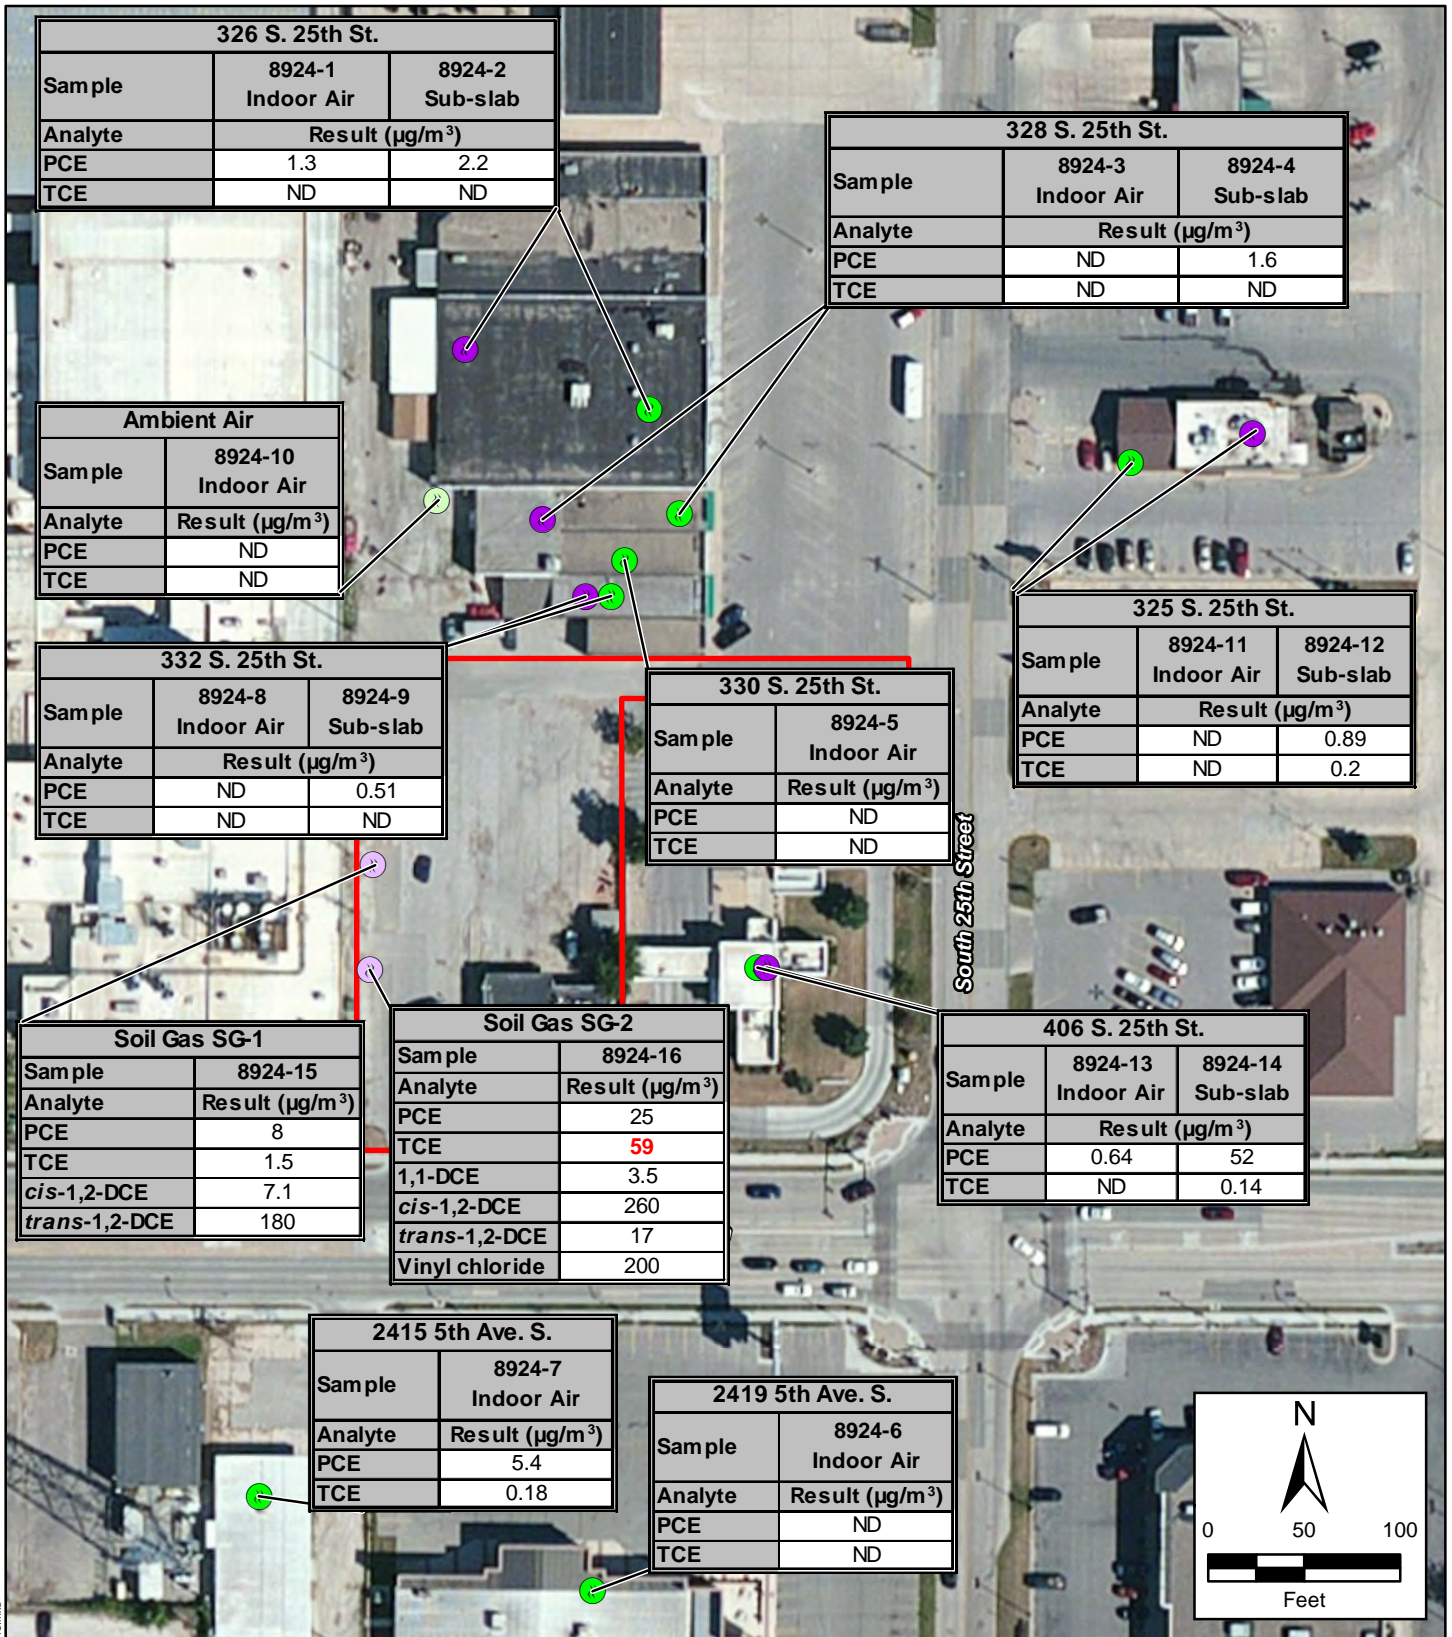 326 S. 25th St.
Sample 8924-1 Indoor Air 8924-2 Sub-slab
Analyte Result (µg/m³)
PCE 1.3 2.2
TCE ND ND
328 S. 25th St.
Sample 8924-3 Indoor Air 8924-4 Sub-slab
Analyte Result (µg/m³)
PCE ND 1.6
TCE ND ND
Ambient Air
Sample 8924-10 Indoor Air
Analyte Result (µg/m³)
PCE ND
TCE ND
325 S. 25th St.
Sample 8924-11 Indoor Air 8924-12 Sub-slab
Analyte Result (µg/m³)
PCE ND 0.89
TCE ND 0.2
332 S. 25th St.
Sample 8924-8 Indoor Air 8924-9 Sub-slab
Analyte Result (µg/m³)
PCE ND 0.51
TCE ND ND
330 S. 25th St.
Sample 8924-5 Indoor Air
Analyte Result (µg/m³)
PCE ND
TCE ND
South 25th Street
Soil Gas SG-1
Sample 8924-15
Analyte Result (µg/m³)
PCE 8
TCE 1.5
cis-1,2-DCE 7.1
trans-1,2-DCE 180
Soil Gas SG-2
Sample 8924-16
Analyte Result (µg/m³)
PCE 25
TCE 59
1,1-DCE 3.5
cis-1,2-DCE 260
trans-1,2-DCE 17
Vinyl chloride 200
406 S. 25th St.
Sample 8924-13 Indoor Air 8924-14 Sub-slab
Analyte Result (µg/m³)
PCE 0.64 52
TCE ND 0.14
2415 5th Ave. S.
Sample 8924-7 Indoor Air
Analyte Result (µg/m³)
PCE 5.4
TCE 0.18
2419 5th Ave. S.
Sample 8924-6 Indoor Air
Analyte Result (µg/m³)
PCE ND
TCE ND
N
0 50 100
Feet